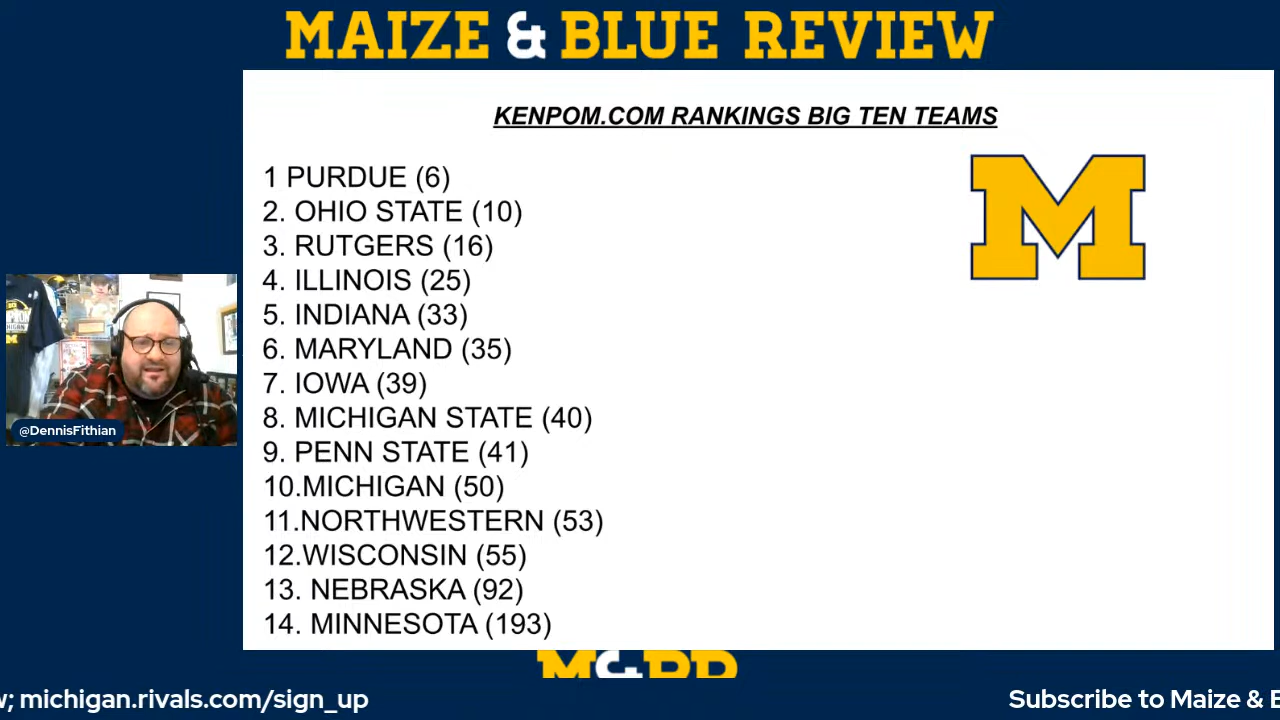 MAIZE & BLUE REVIEW
KENPOM.COM RANKINGS BIG TEN TEAMS
1 PURDUE (6)
2. OHIO STATE (10)
3. RUTGERS (16)
4. ILLINOIS (25)
5. INDIANA (33)
6. MARYLAND (35)
7. IOWA (39)
8. MICHIGAN STATE (40)
9. PENN STATE (41)
10.MICHIGAN (50)
11.NORTHWESTERN (53)
12.WISCONSIN (55)
13. NEBRASKA (92)
14. MINNESOTA (193)
M
@DennisFithian
M&BR
w; michigan.rivals.com/sign_up
Subscribe to Maize & B